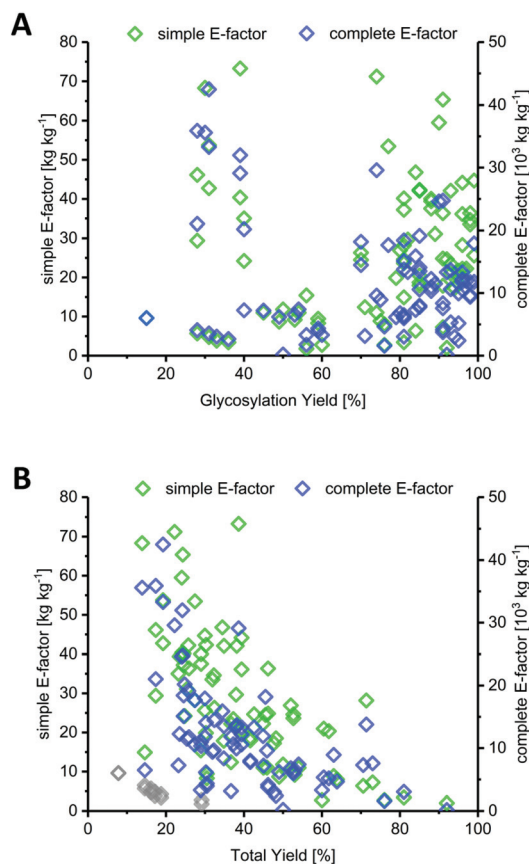 A
simple E-factor complete E-factor
80
70
60
50
40
30
20
10
0
simple E-factor [kg kg⁻¹]
50
40
30
20
10
0
complete E-factor [10³ kg kg⁻¹]
0 20 40 60 80 100
Glycosylation Yield [%]
B
simple E-factor complete E-factor
80
70
60
50
40
30
20
10
0
simple E-factor [kg kg⁻¹]
50
40
30
20
10
0
complete E-factor [10³ kg kg⁻¹]
0 20 40 60 80 100
Total Yield [%]